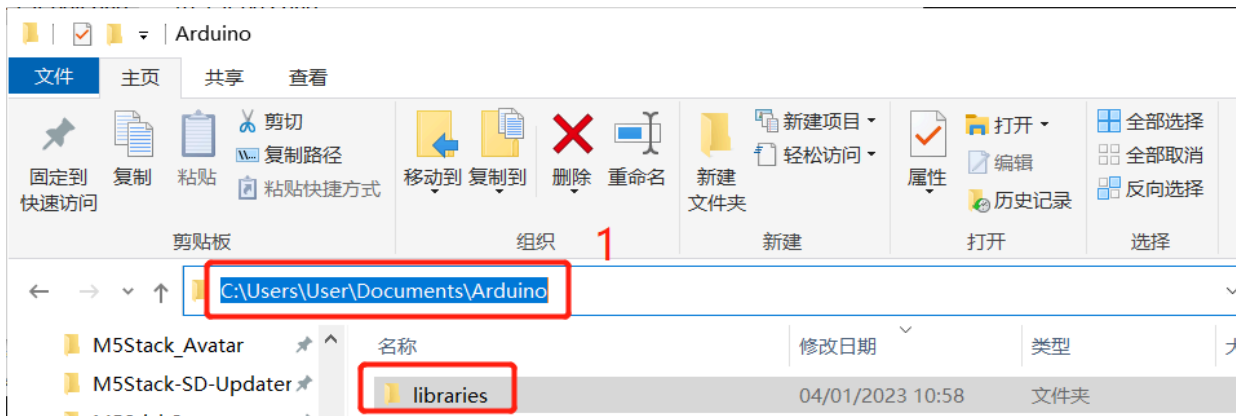 Arduino
文件 主页 共享 查看
固定到
快速访问
复制
粘贴
剪切
复制路径
粘贴快捷方式
剪贴板
移动到
复制到
删除
重命名
组织
新建
文件夹
新建项目
轻松访问
新建
属性
打开
编辑
历史记录
打开
全部选择
全部取消
反向选择
选择
1
C:\Users\User\Documents\Arduino
M5Stack_Avatar
M5Stack-SD-Updater
名称 修改日期 类型
libraries 04/01/2023 10:58 文件夹